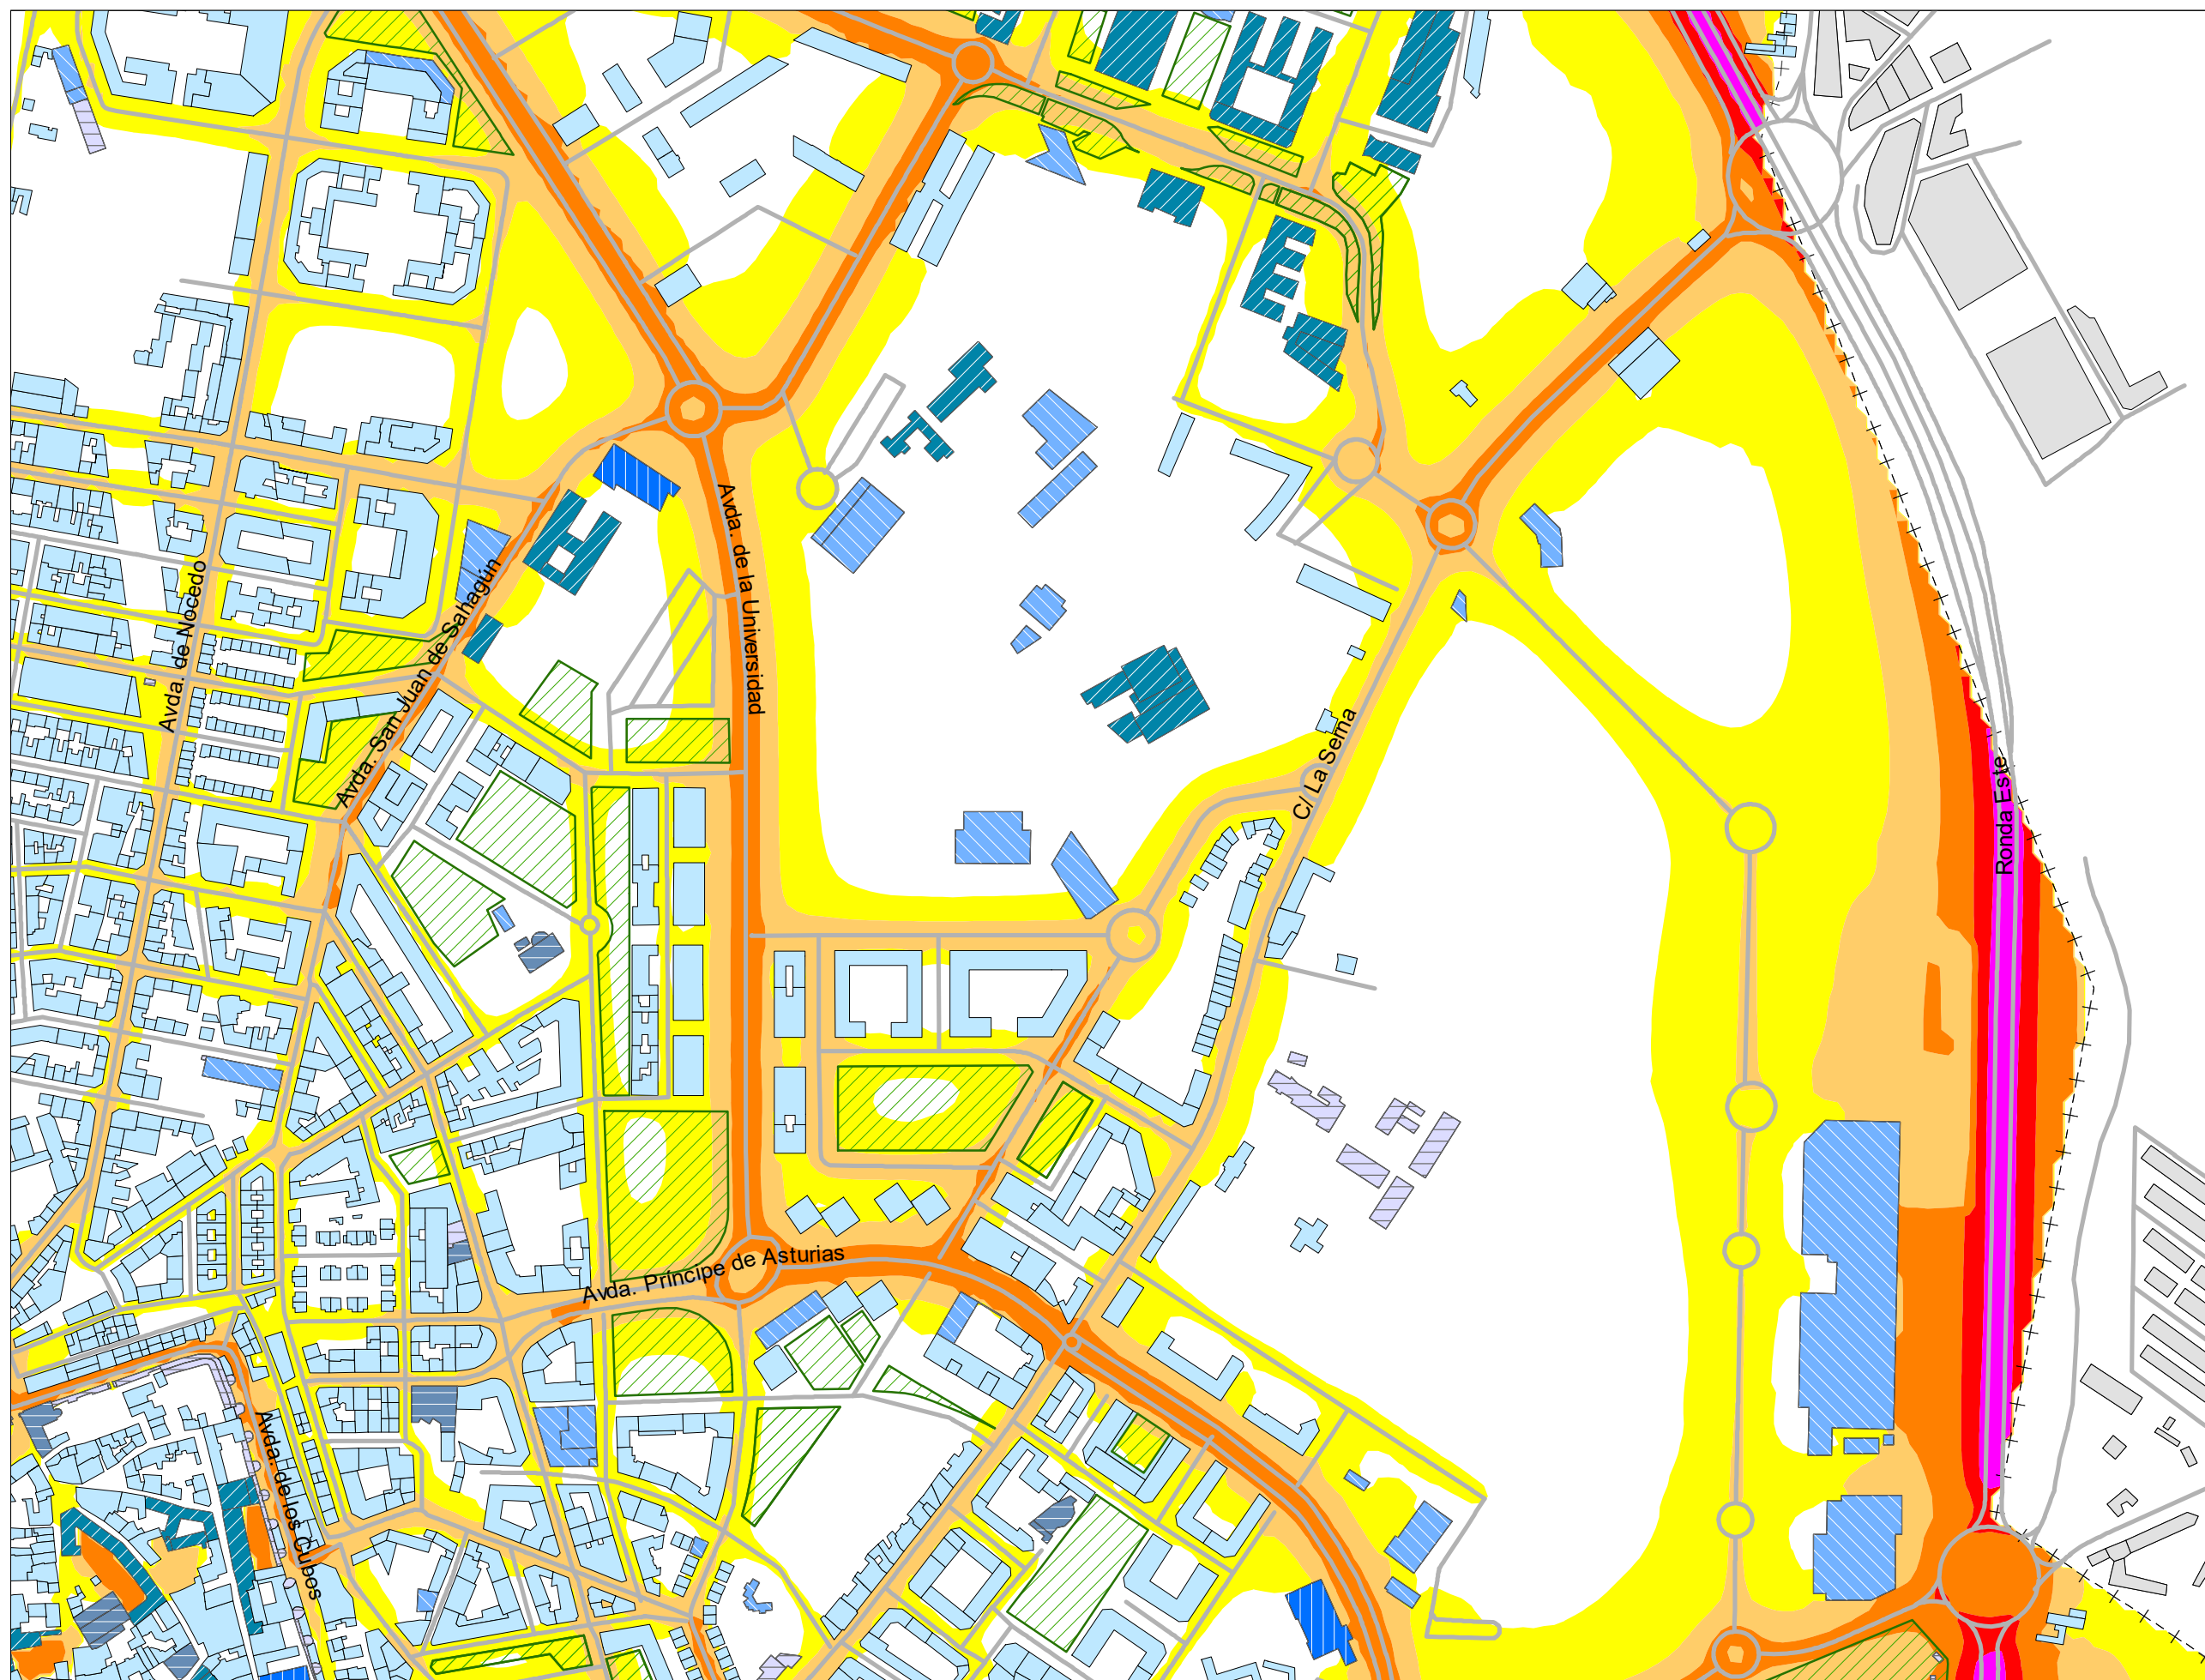 Avda. de Nocedo
Avda. San Juan de Sahagún
Avda. de la Universidad
C/ La Serna
Ronda Este
Avda. Príncipe de Asturias
Avda. de los Cubos